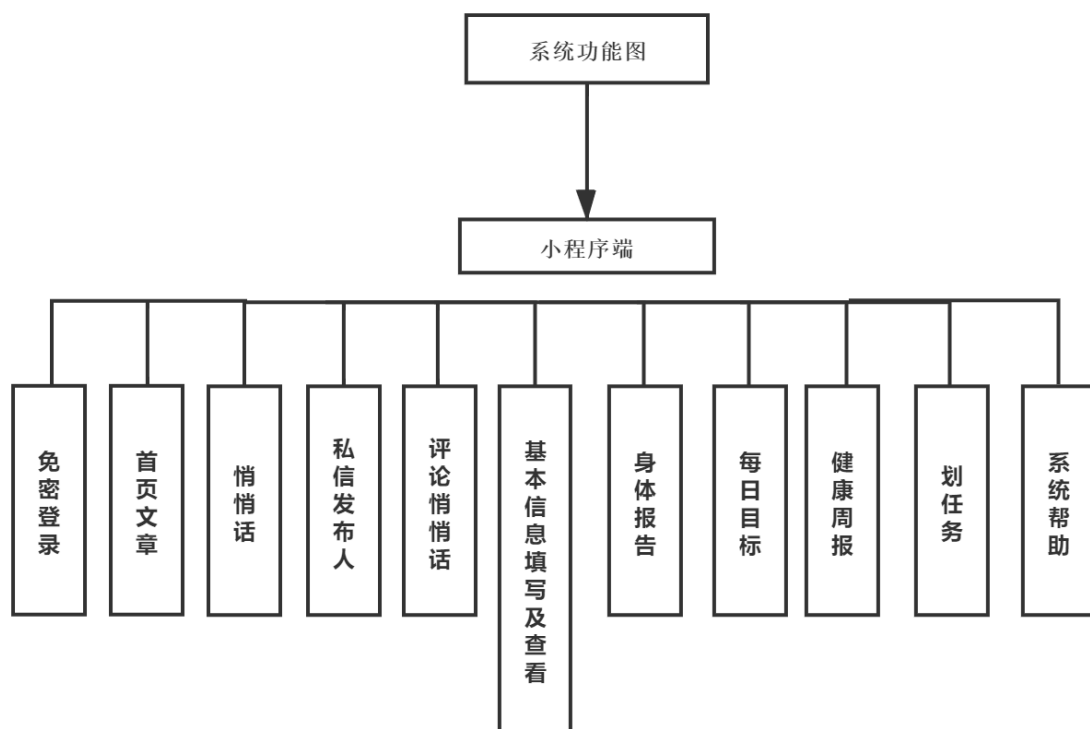 系统功能图
小程序端
免密登录
首页文章
悄悄话
私信发布人
评论悄悄话
基本信息填写及查看
身体报告
每日目标
健康周报
划任务
系统帮助